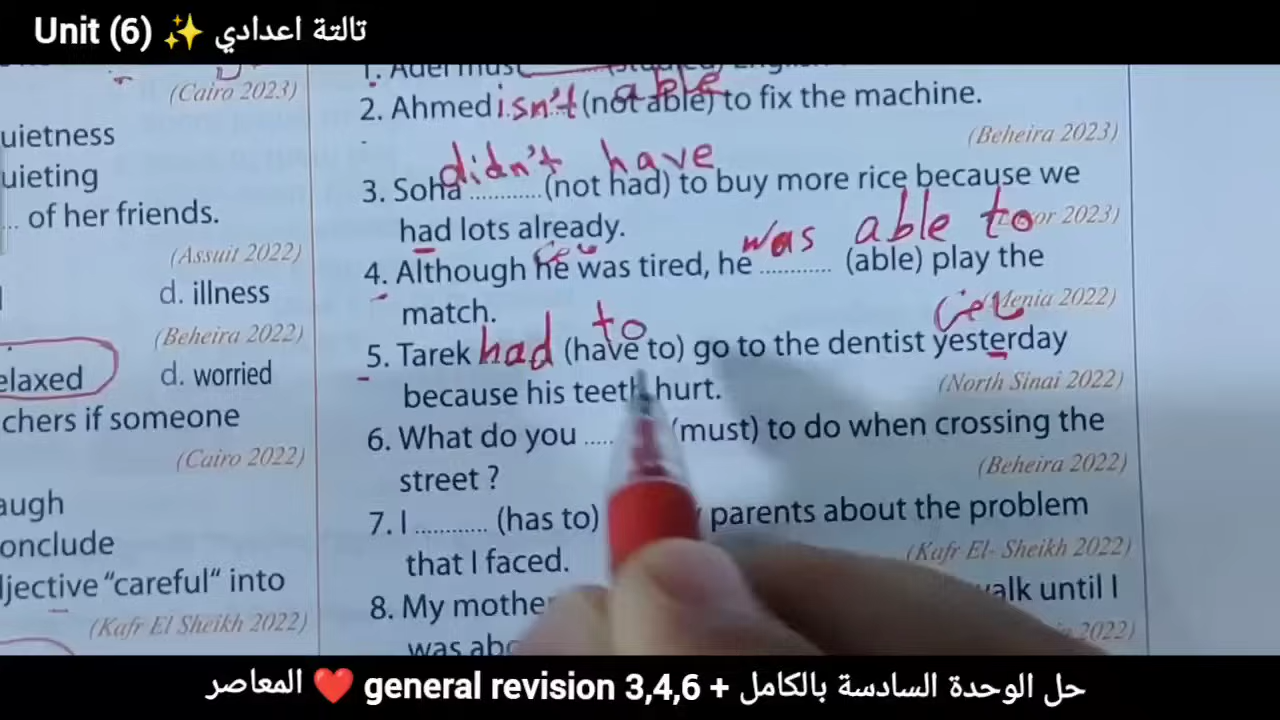 Unit (6) ✨ تالتة اعدادي
(Cairo 2023)
uietness
uieting
... of her friends.
(Assuit 2022)
d. illness
(Beheira 2022)
elaxed d. worried
chers if someone
(Cairo 2022)
augh
onclude
djective “careful“ into
(Kafr El Sheikh 2022)
1. Adel must
able
2. Ahmed isn't (not able) to fix the machine.
(Beheira 2023)
didn't have
3. Soha ............ (not had) to buy more rice because we
had lots already.
or 2023)
was able to
4. Although he was tired, he ............ (able) play the
match.
(Menia 2022)
to
5. Tarek had (have to) go to the dentist yesterday
because his teeth hurt.
(North Sinai 2022)
6. What do you ..... (must) to do when crossing the
street ?
(Beheira 2022)
7. I ............ (has to) parents about the problem
that I faced.
(Kafr El- Sheikh 2022)
8. My mothe walk until I
was abo
2022)
حل الوحدة السادسة بالكامل + general revision 3,4,6 ❤️ المعاصر